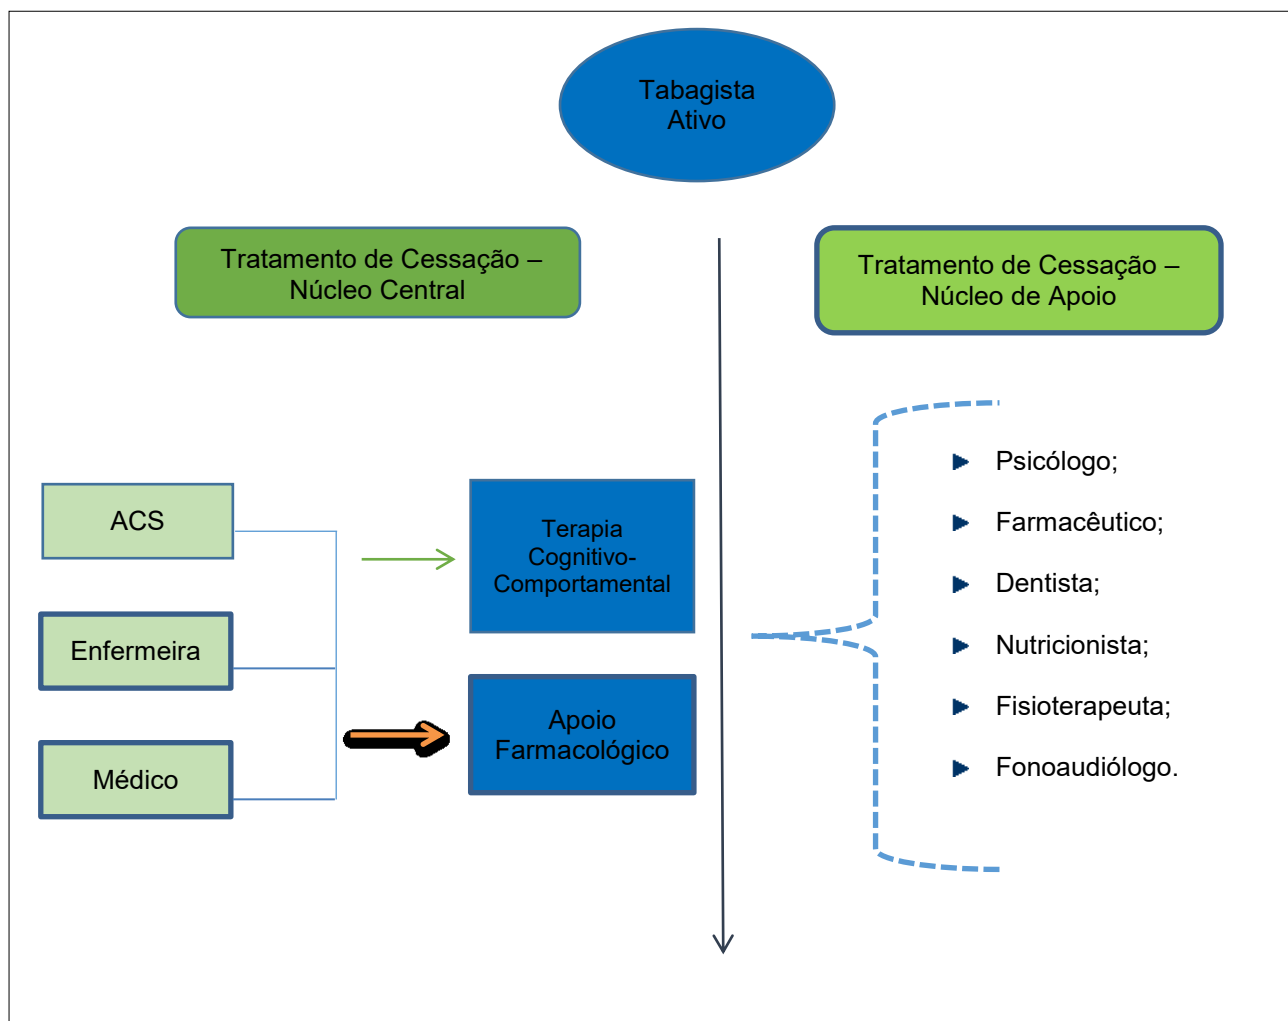 Tabagista
Ativo
Tratamento de Cessação –
Núcleo Central
Tratamento de Cessação –
Núcleo de Apoio
ACS
Enfermeira
Médico
Terapia
Cognitivo-
Comportamental
Apoio
Farmacológico
Psicólogo;
Farmacêutico;
Dentista;
Nutricionista;
Fisioterapeuta;
Fonoaudiólogo.